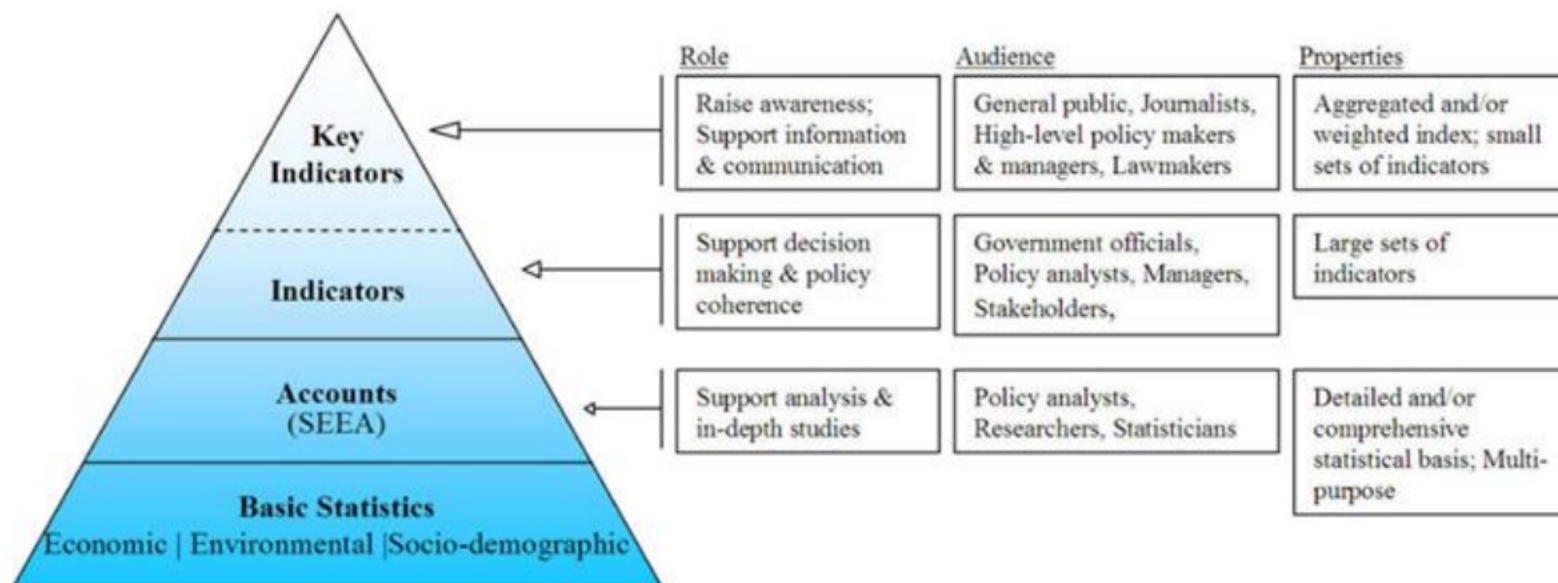 Key
Indicators
Indicators
Accounts
(SEEA)
Basic Statistics
Economic | Environmental |Socio-demographic
Role
Audience
Properties
Raise awareness;
Support information
& communication
General public, Journalists,
High-level policy makers
& managers, Lawmakers
Aggregated and/or
weighted index; small
sets of indicators
Support decision
making & policy
coherence
Government officials,
Policy analysts, Managers,
Stakeholders,
Large sets of
indicators
Support analysis &
in-depth studies
Policy analysts,
Researchers, Statisticians
Detailed and/or
comprehensive
statistical basis; Multi-
purpose